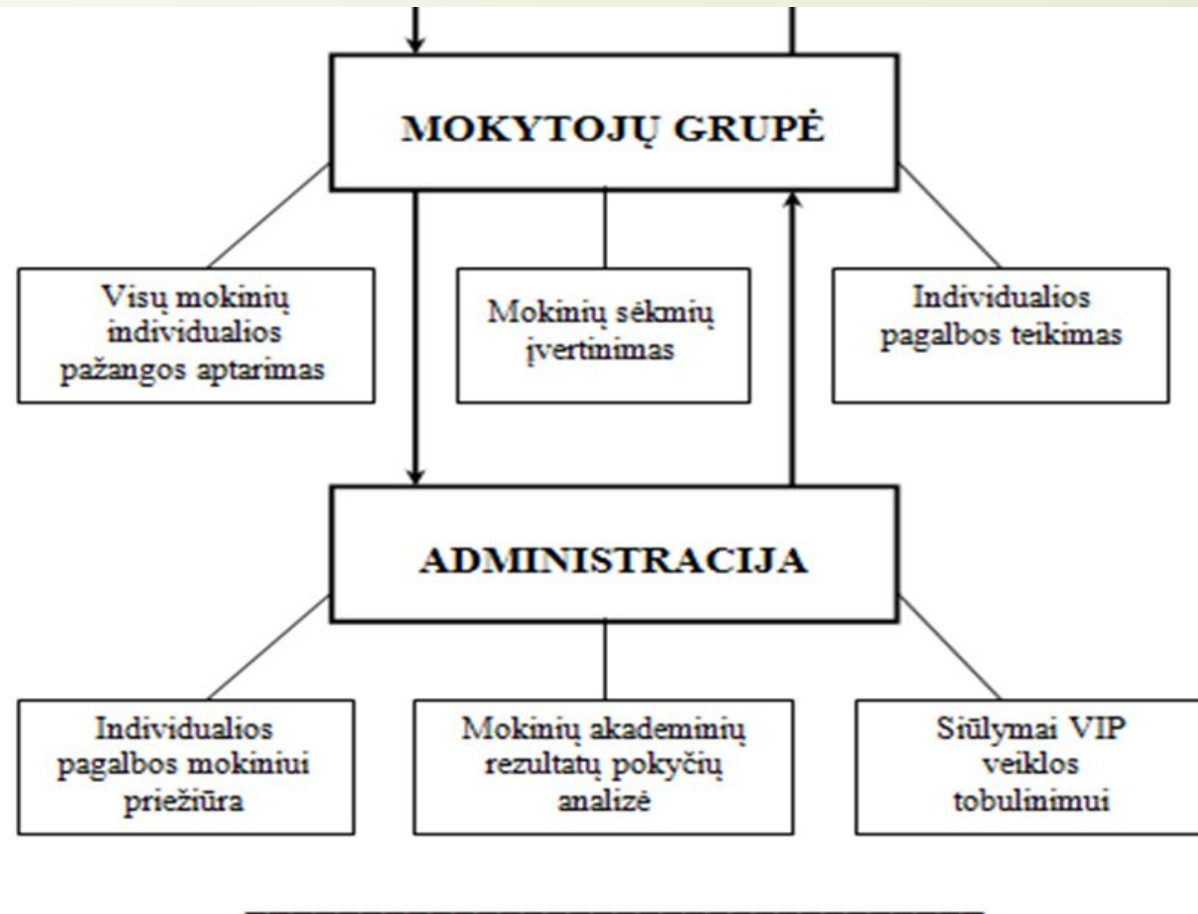 MOKYTOJŲ GRUPĖ
Visų mokinių
individualios
pažangos aptarimas
Mokinių sėkmių
įvertinimas
Individualios
pagalbos teikimas
ADMINISTRACIJA
Individualios
pagalbos mokiniui
priežiūra
Mokinių akademinių
rezultatų pokyčių
analizė
Siūlymai VIP
veiklos
tobulinimui